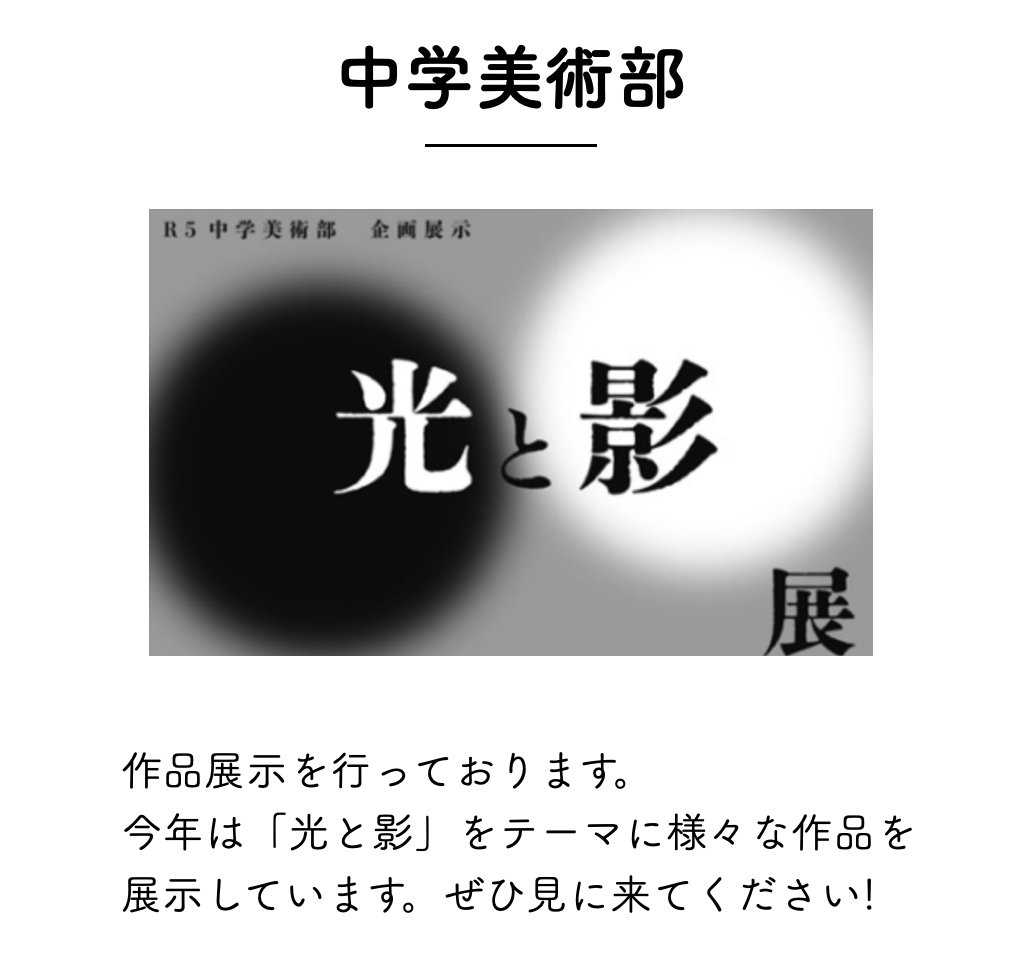 中学美術部
R5 中学美術部　企画展示
光と影
展
作品展示を行っております。
今年は「光と影」をテーマに様々な作品を
展示しています。ぜひ見に来てください!